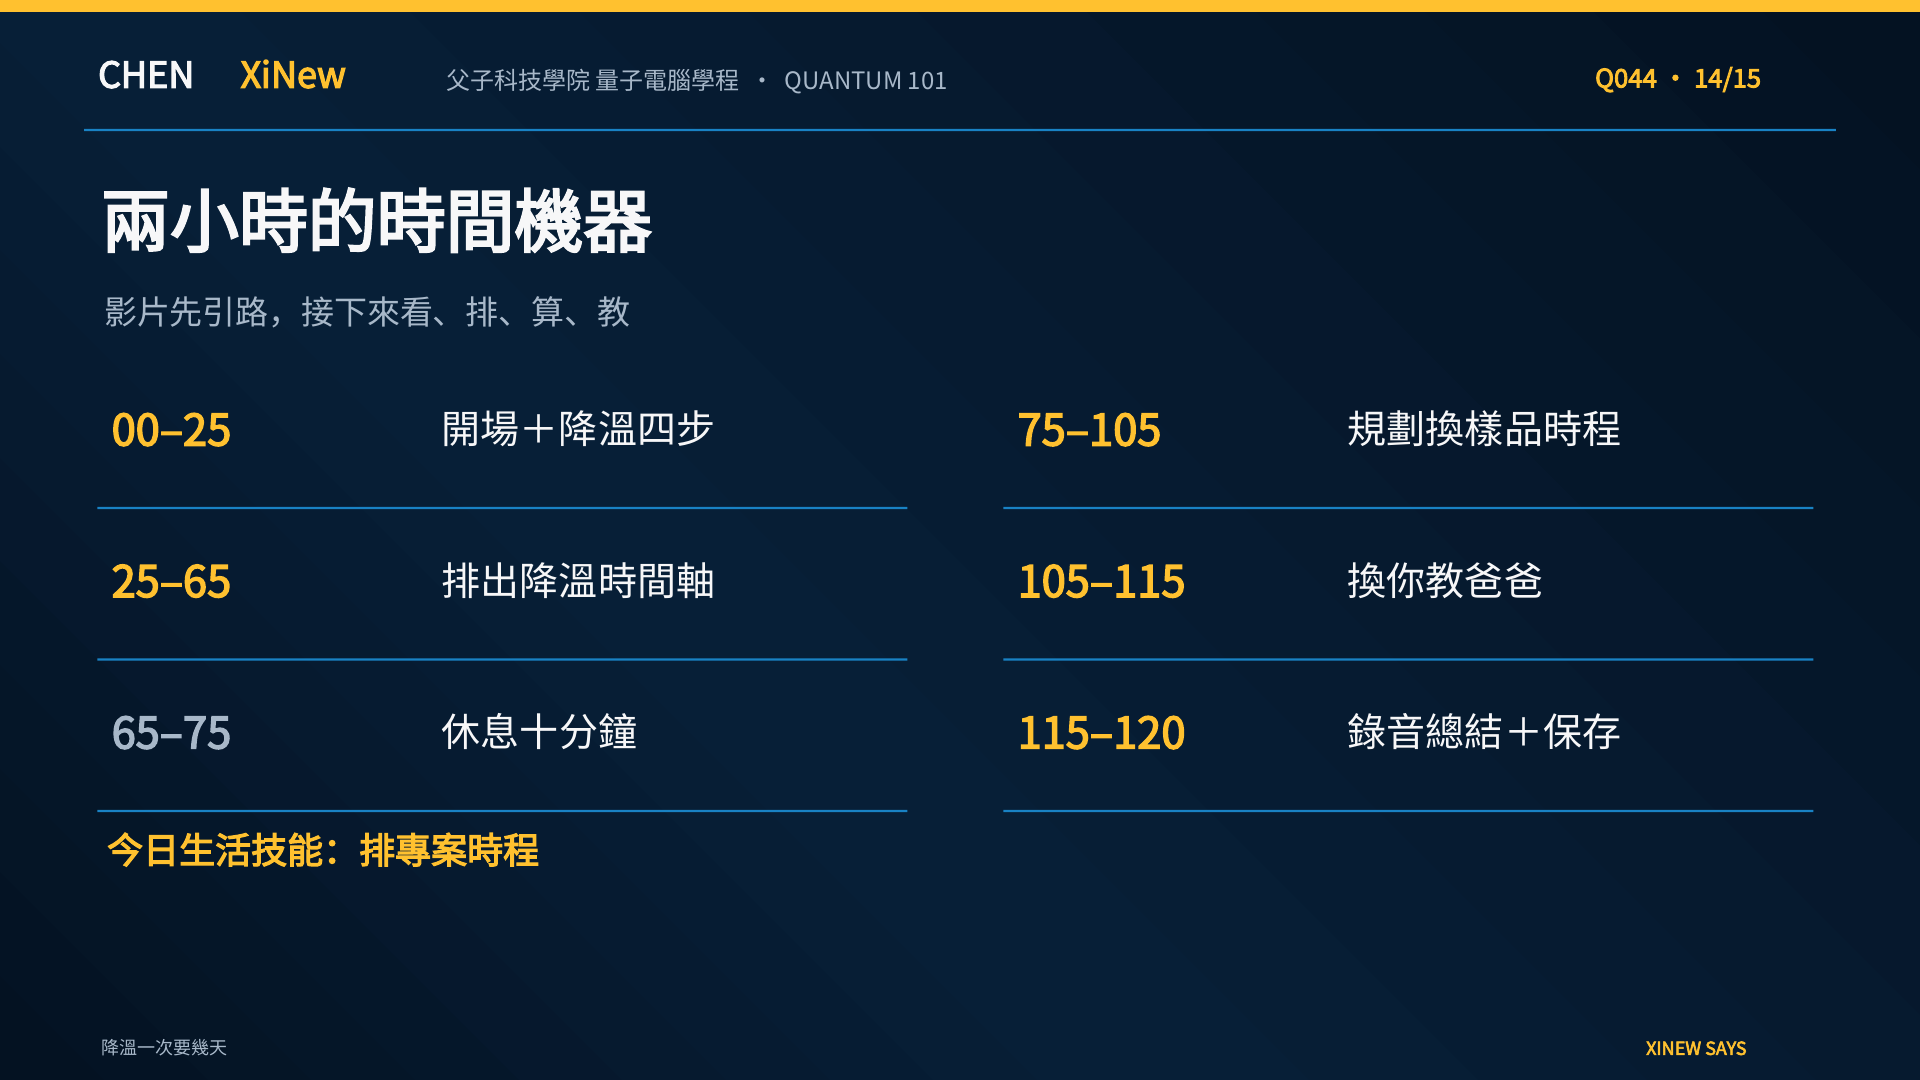 CHEN XiNew 父子科技學院 量子電腦學程 · QUANTUM 101 Q044 · 14/15
兩小時的時間機器
影片先引路，接下來看、排、算、教
00–25 開場＋降溫四步
25–65 排出降溫時間軸
65–75 休息十分鐘
75–105 規劃換樣品時程
105–115 換你教爸爸
115–120 錄音總結＋保存
今日生活技能：排專案時程
降溫一次要幾天
XINEW SAYS